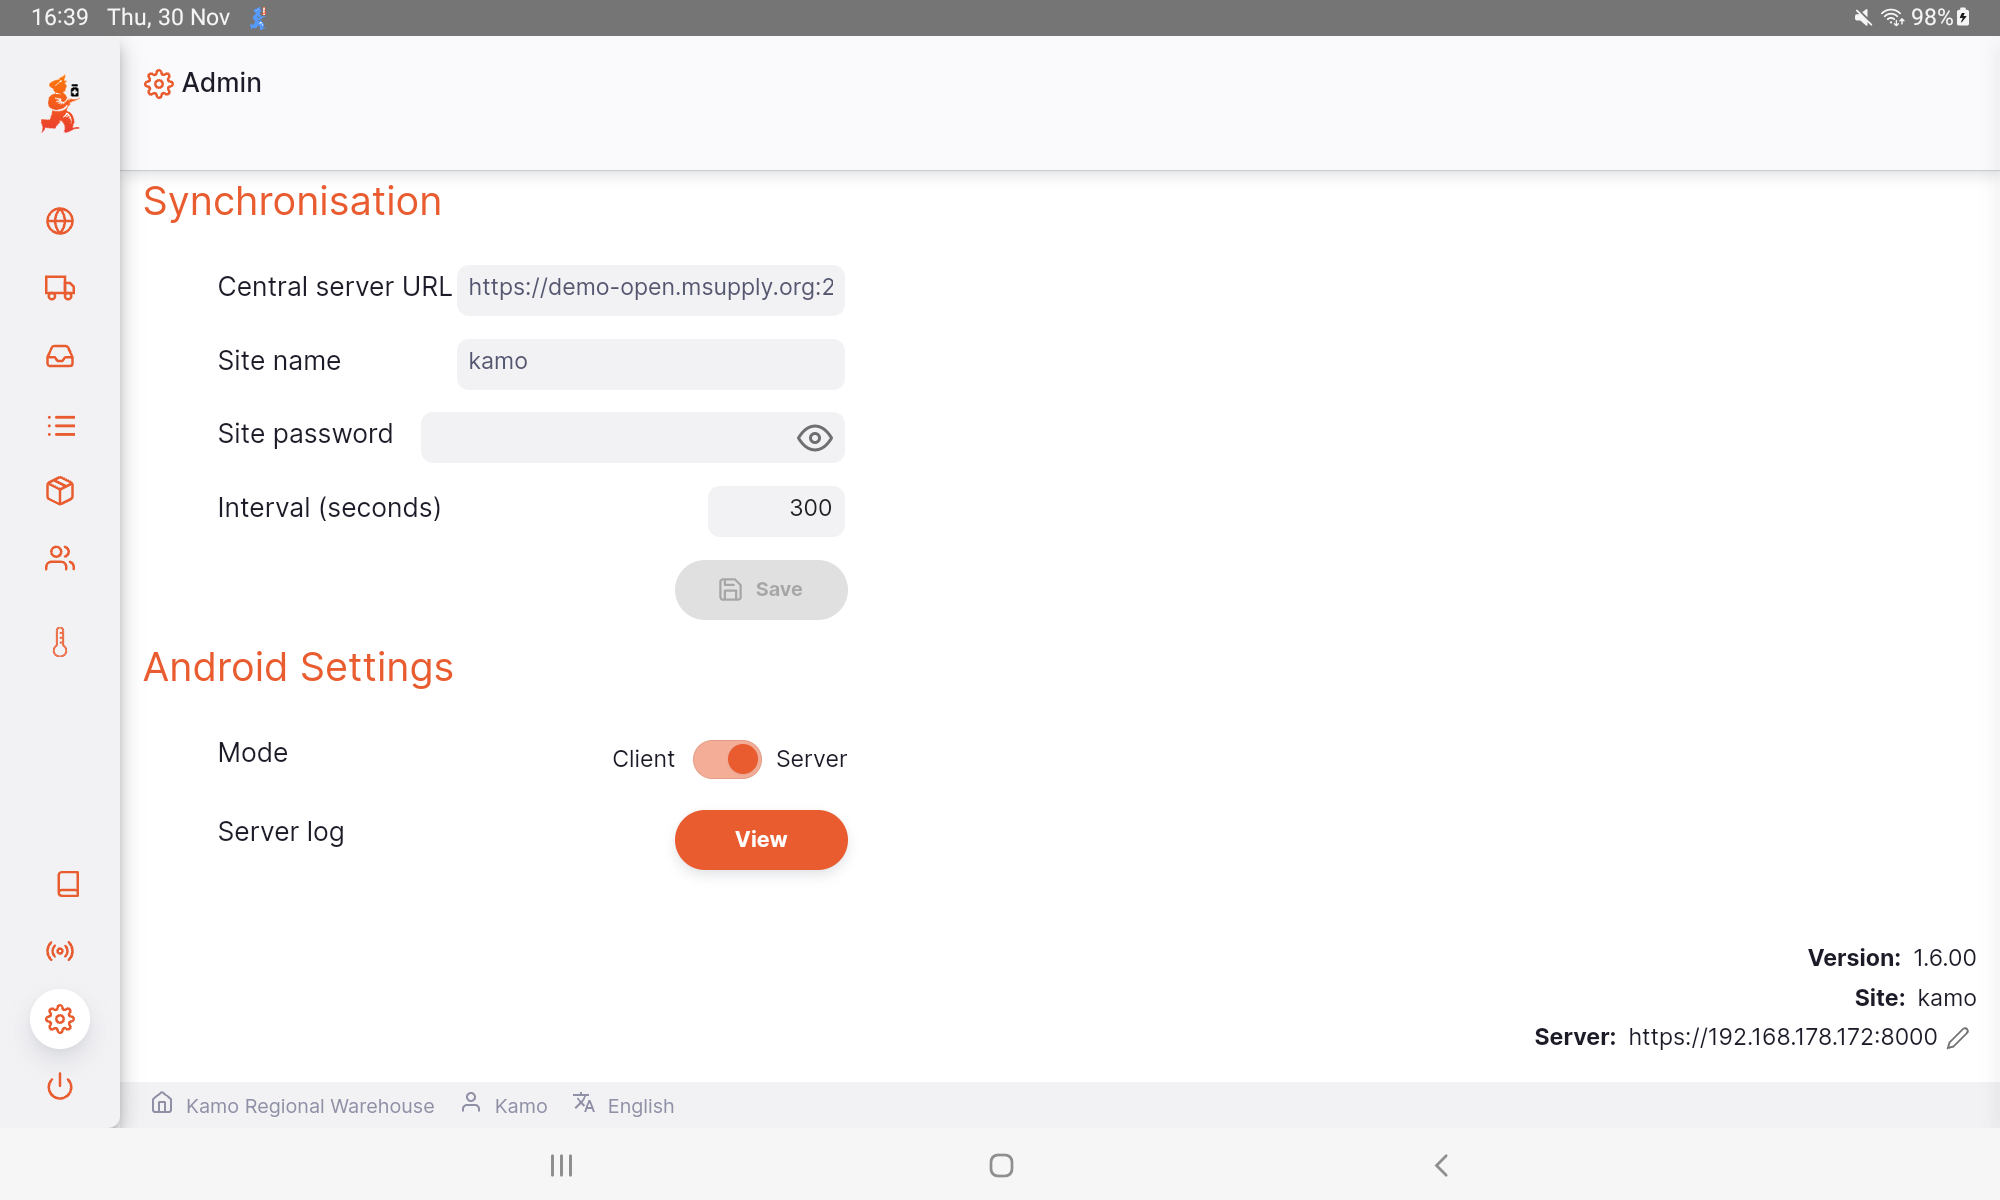 16:39 Thu, 30 Nov 98%
Admin
Synchronisation
Central server URL https://demo-open.msupply.org:2
Site name kamo
Site password
Interval (seconds) 300
Save
Android Settings
Mode Client Server
Server log View
Version: 1.6.00
Site: kamo
Server: https://192.168.178.172:8000
Kamo Regional Warehouse Kamo English